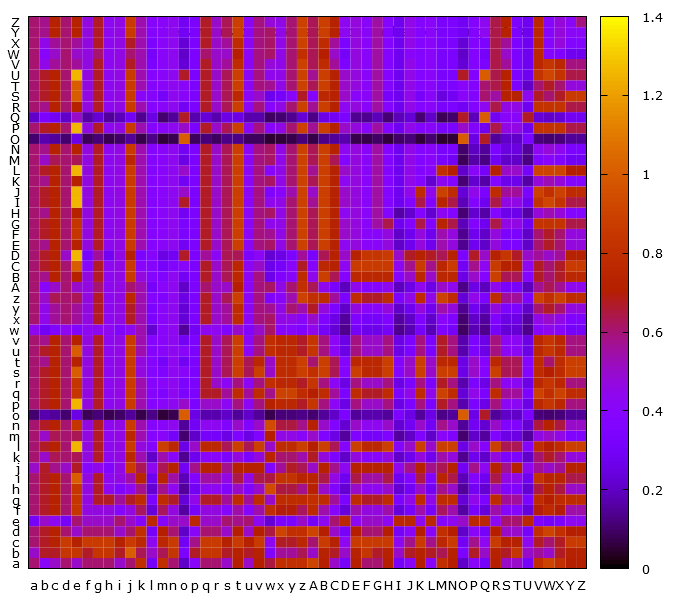 Z
Y
X
W
V
U
T
S
R
Q
P
O
N
M
L
K
J
I
H
G
F
E
D
C
B
A
z
y
x
w
v
u
t
s
r
q
p
o
n
m
l
k
j
i
h
g
f
e
d
c
b
a
a b c d e f g h i j k l m n o p q r s t u v w x y z A B C D E F G H I J K L M N O P Q R S T U V W X Y Z
1.4
1.2
1
0.8
0.6
0.4
0.2
0